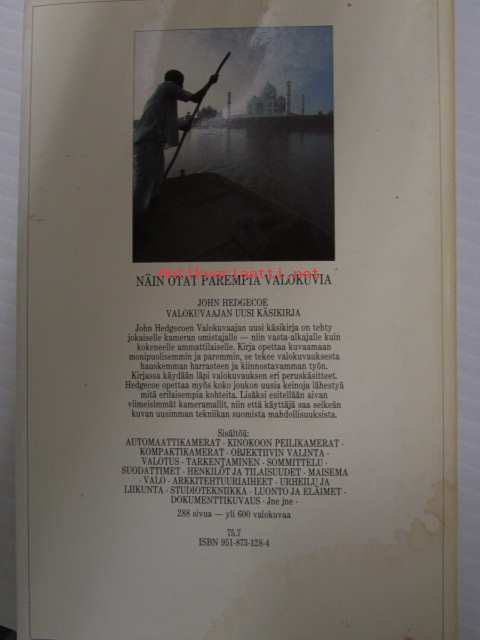 Antikvariaatti.net
NÄIN OTAT PAREMPIA VALOKUVIA
JOHN HEDGECOE
VALOKUVAAJAN UUSI KÄSIKIRJA
John Hedgecoen Valokuvaajan uusi käsikirja on tehty
jokaiselle kameran omistajalle — niin vasta-alkajalle kuin
kokeneelle ammattilaiselle. Kirja opettaa kuvaamaan
monipuolisemmin ja paremmin, se tekee valokuvauksesta
hauskemman harrasteen ja kiinnostavamman työn.
Kirjassa käydään läpi valokuvauksen eri peruskäsitteet.
Hedgecoe opettaa myös koko joukon uusia keinoja lähestyä
mitä erilaisempia kohteita. Lisäksi esitellään aivan
viimeisimmät kameramallit, niin että käyttäjä saa selkeän
kuvan uusimman tekniikan suomista mahdollisuuksista.
Sisältöä:
AUTOMAATTIKAMERAT · KINOKOON PEILIKAMERAT ·
KOMPAKTIKAMERAT · OBJEKTIIVIN VALINTA ·
VALOTUS · TARKENTAMINEN · SOMMITTELU ·
SUODATTIMET · HENKILÖT JA TILAISUUDET · MAISEMA
· VALO · ARKKITEHTUURIAIHEET · URHEILU JA
LIIKUNTA · STUDIOTEKNIIKKA · LUONTO JA ELÄIMET ·
DOKUMENTTIKUVAUS · Jne jne ·
288 sivua — yli 600 valokuvaa
75.7
ISBN 951-873-128-4